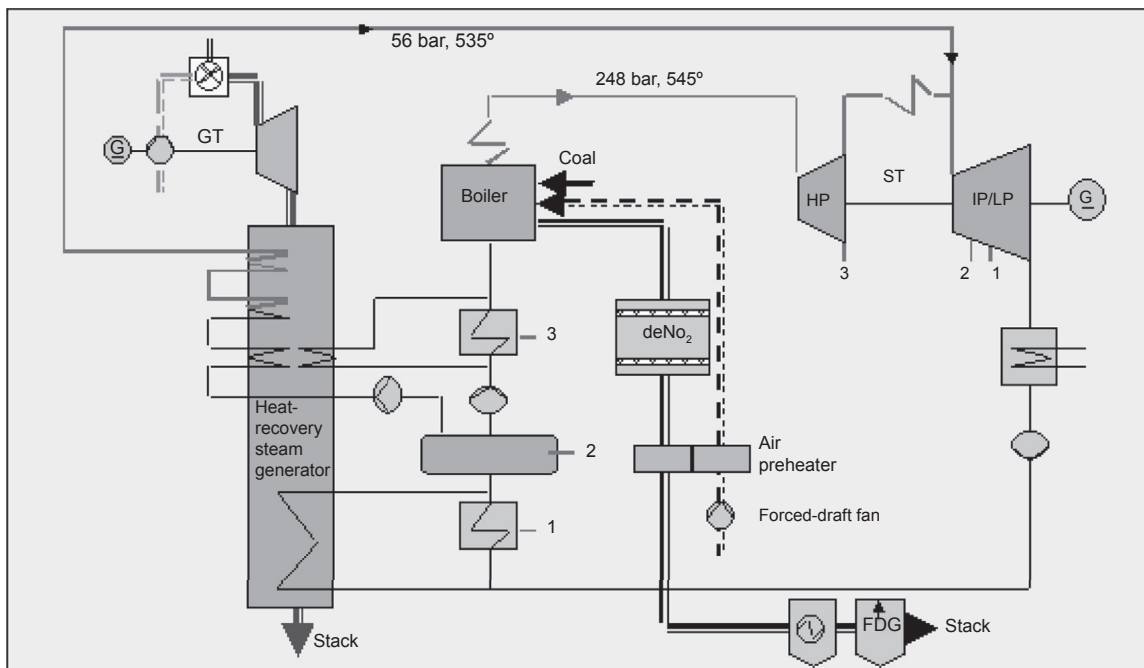 56 bar, 535º
248 bar, 545º
GT
G
Coal
Boiler
HP
ST
IP/LP
G
3
2
1
3
deNo2
Heat-
recovery
steam
generator
2
Air
preheater
1
Forced-draft fan
FDG
Stack
Stack